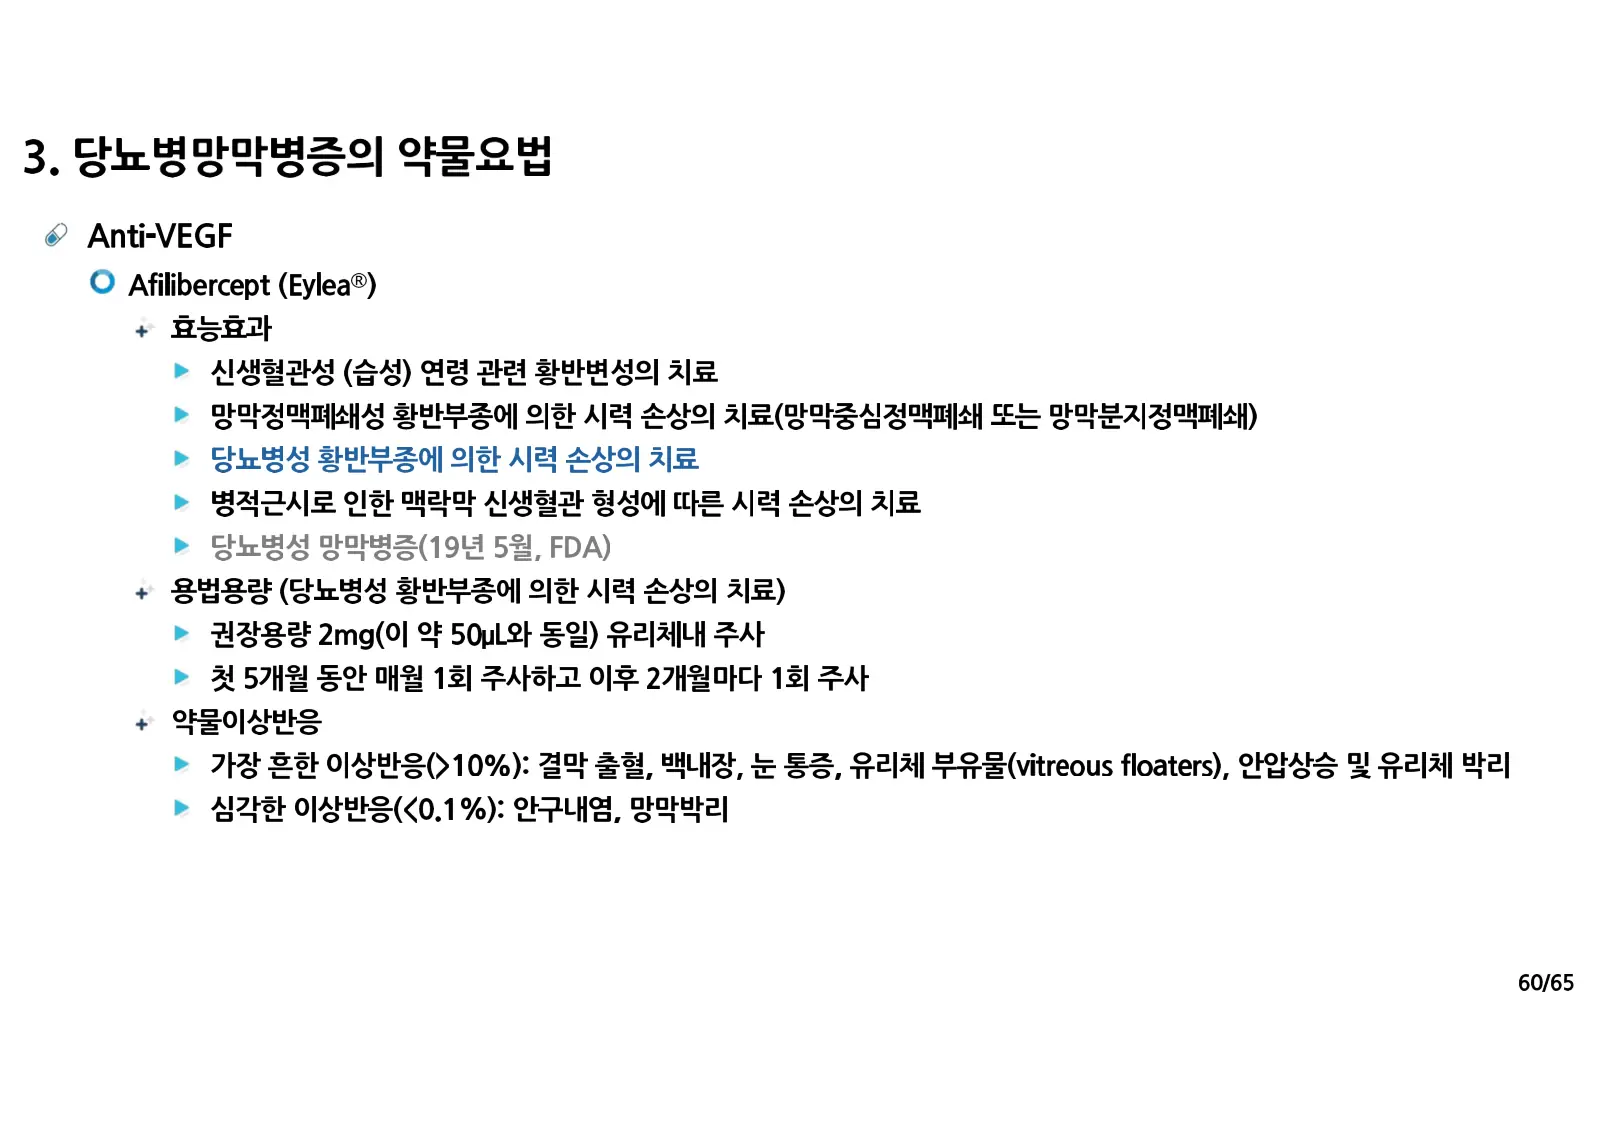 3. 당뇨병망막병증의 약물요법
Anti-VEGF
Afilibercept (Eylea®)
효능효과
신생혈관성 (습성) 연령 관련 황반변성의 치료
망막정맥폐쇄성 황반부종에 의한 시력 손상의 치료(망막중심정맥폐쇄 또는 망막분지정맥폐쇄)
당뇨병성 황반부종에 의한 시력 손상의 치료
병적근시로 인한 맥락막 신생혈관 형성에 따른 시력 손상의 치료
당뇨병성 망막병증(19년 5월, FDA)
용법용량 (당뇨병성 황반부종에 의한 시력 손상의 치료)
권장용량 2mg(이 약 50µL와 동일) 유리체내 주사
첫 5개월 동안 매월 1회 주사하고 이후 2개월마다 1회 주사
약물이상반응
가장 흔한 이상반응(>10%): 결막 출혈, 백내장, 눈 통증, 유리체 부유물(vitreous floaters), 안압상승 및 유리체 박리
심각한 이상반응(<0.1%): 안구내염, 망막박리
60/65